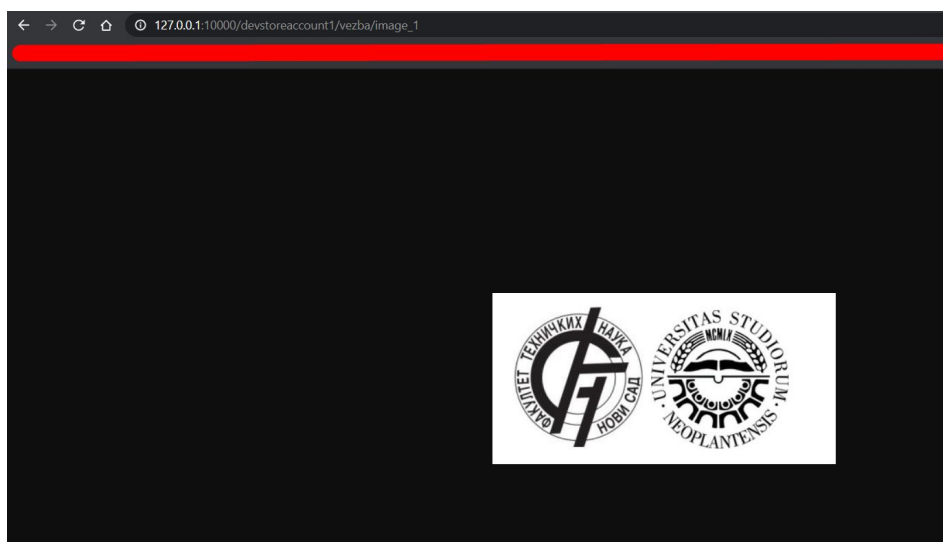 127.0.0.1:10000/devstoreaccount1/vezba/image_1
ФАКУЛТЕТ ТЕХНИЧКИХ НАУКА
НОВИ САД
UNIVERSITAS STUDIORUM
MCMLX
· NEOPLANTENSIS ·